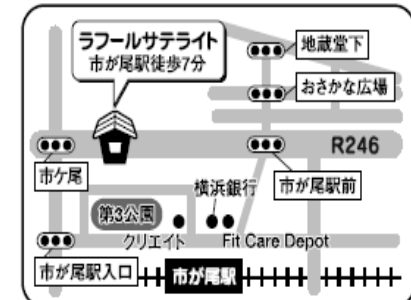 ラフールサテライト
市が尾駅徒歩7分
地蔵堂下
おさかな広場
R246
市ケ尾
市が尾駅前
横浜銀行
第3公園
クリエイト
Fit Care Depot
市が尾駅入口
市が尾駅